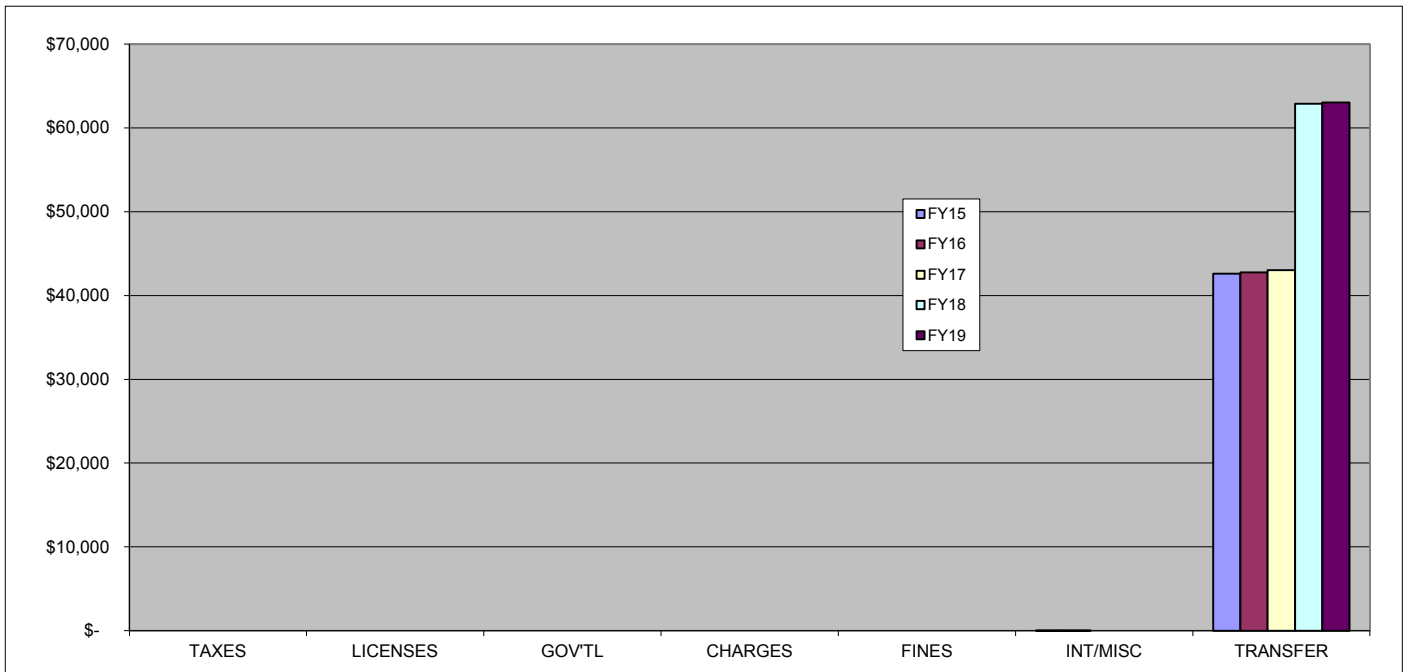 $70,000
$60,000
$50,000
$40,000
$30,000
$20,000
$10,000
$-
FY15
FY16
FY17
FY18
FY19
TAXES LICENSES GOV'TL CHARGES FINES INT/MISC TRANSFER